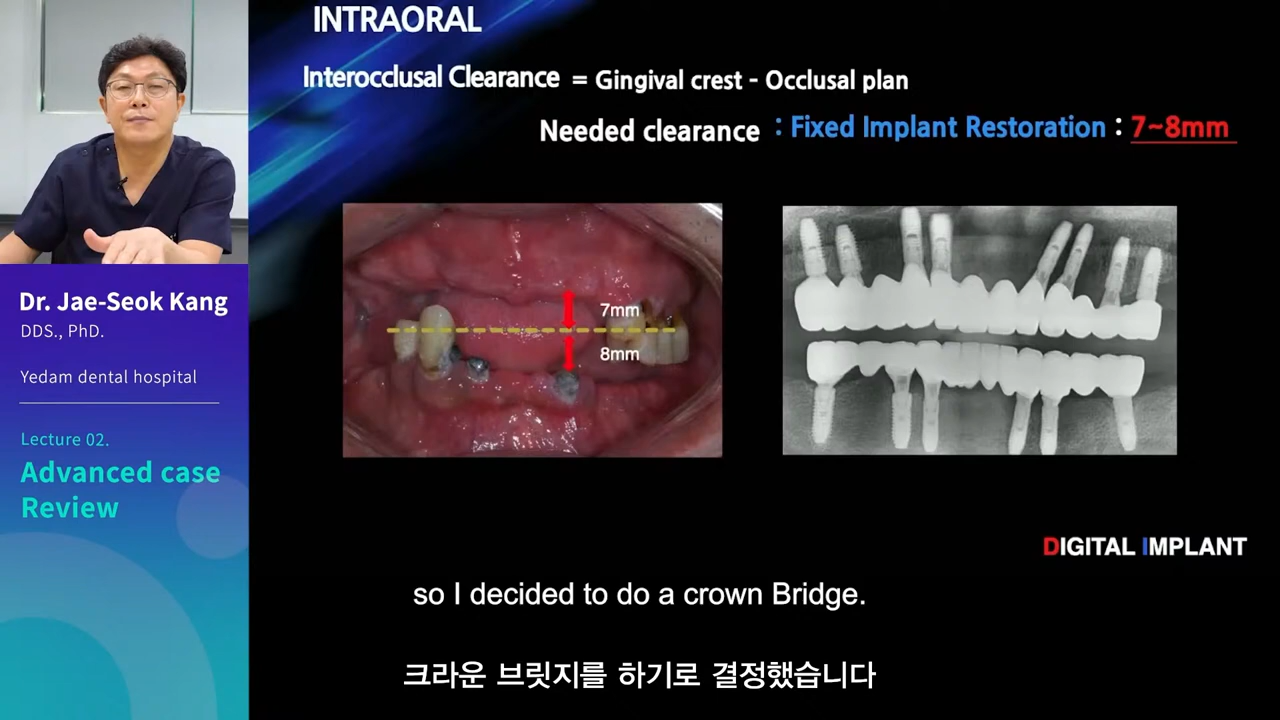 INTRAORAL
Interocclusal Clearance = Gingival crest - Occlusal plan
Needed clearance : Fixed Implant Restoration : 7~8mm
7mm
8mm
Dr. Jae-Seok Kang
DDS., PhD.
Yedam dental hospital
Lecture 02.
Advanced case
Review
DIGITAL IMPLANT
so I decided to do a crown Bridge.
크라운 브릿지를 하기로 결정했습니다